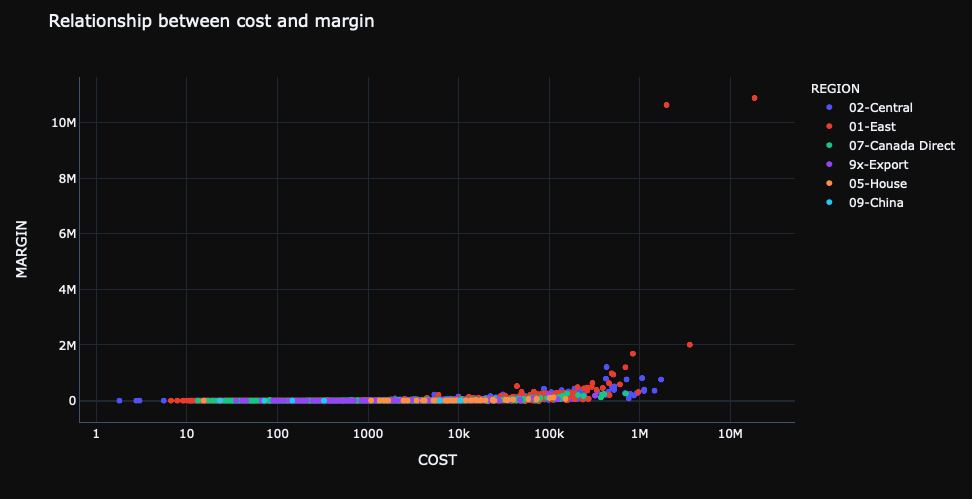 Relationship between cost and margin
REGION
02-Central
01-East
07-Canada Direct
9x-Export
05-House
09-China
MARGIN
10M
8M
6M
4M
2M
0
1 10 100 1000 10k 100k 1M 10M
COST